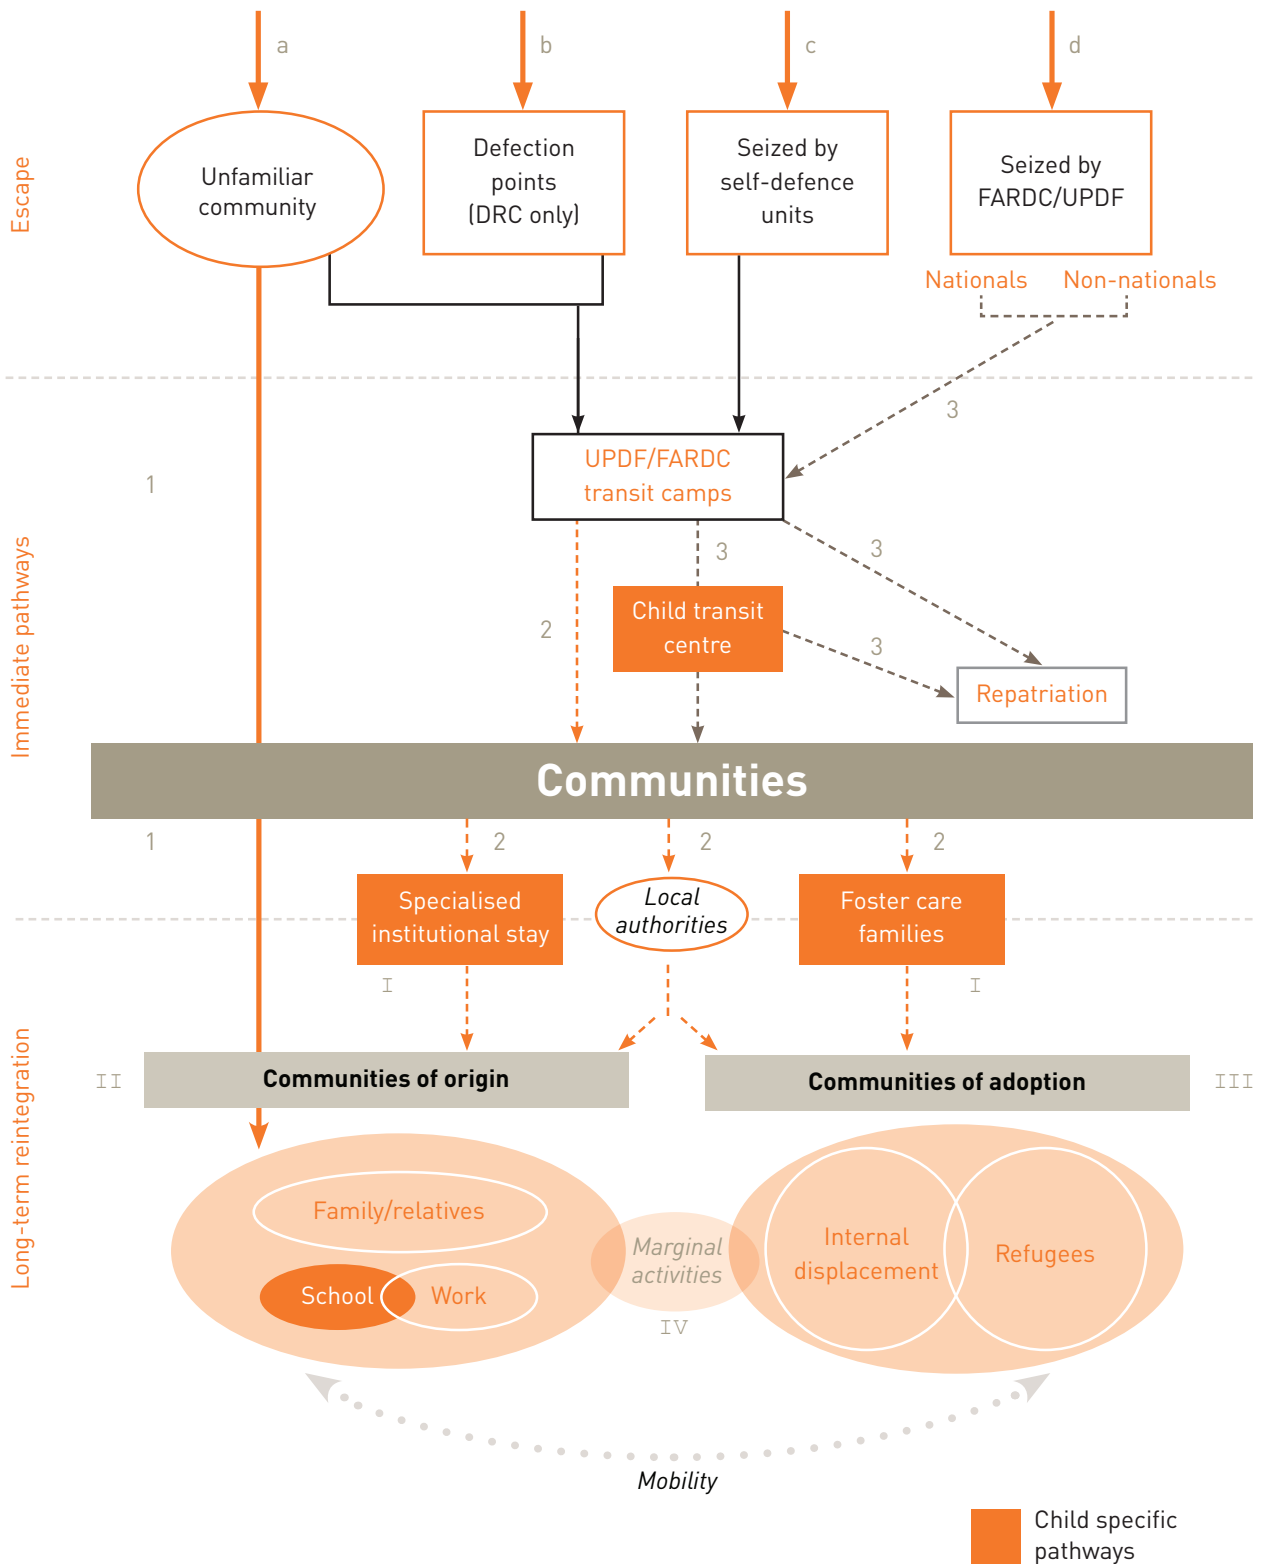 a
b
c
d
Escape
Unfamiliar
community
Defection
points
(DRC only)
Seized by
self-defence
units
Seized by
FARDC/UPDF
Nationals
Non-nationals
3
Immediate pathways
1
UPDF/FARDC
transit camps
3
3
2
Child transit
centre
3
Repatriation
Communities
1
2
2
2
Specialised
institutional stay
Local
authorities
Foster care
families
I
I
Long-term reintegration
II
Communities of origin
Communities of adoption
III
Family/relatives
School
Work
Marginal
activities
IV
Internal
displacement
Refugees
Mobility
Child specific
pathways